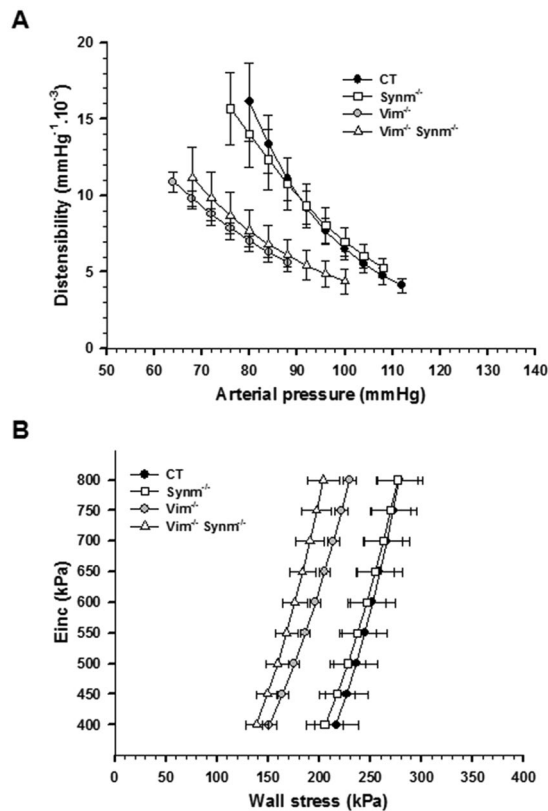 A
Distensibility (mmHg⁻¹.10⁻³)
20
15
10
5
0
CT
Synm⁻/⁻
Vim⁻/⁻
Vim⁻/⁻ Synm⁻/⁻
50 60 70 80 90 100 110 120 130 140
Arterial pressure (mmHg)
B
Einc (kPa)
800
750
700
650
600
550
500
450
400
CT
Synm⁻/⁻
Vim⁻/⁻
Vim⁻/⁻ Synm⁻/⁻
0 50 100 150 200 250 300 350 400
Wall stress (kPa)